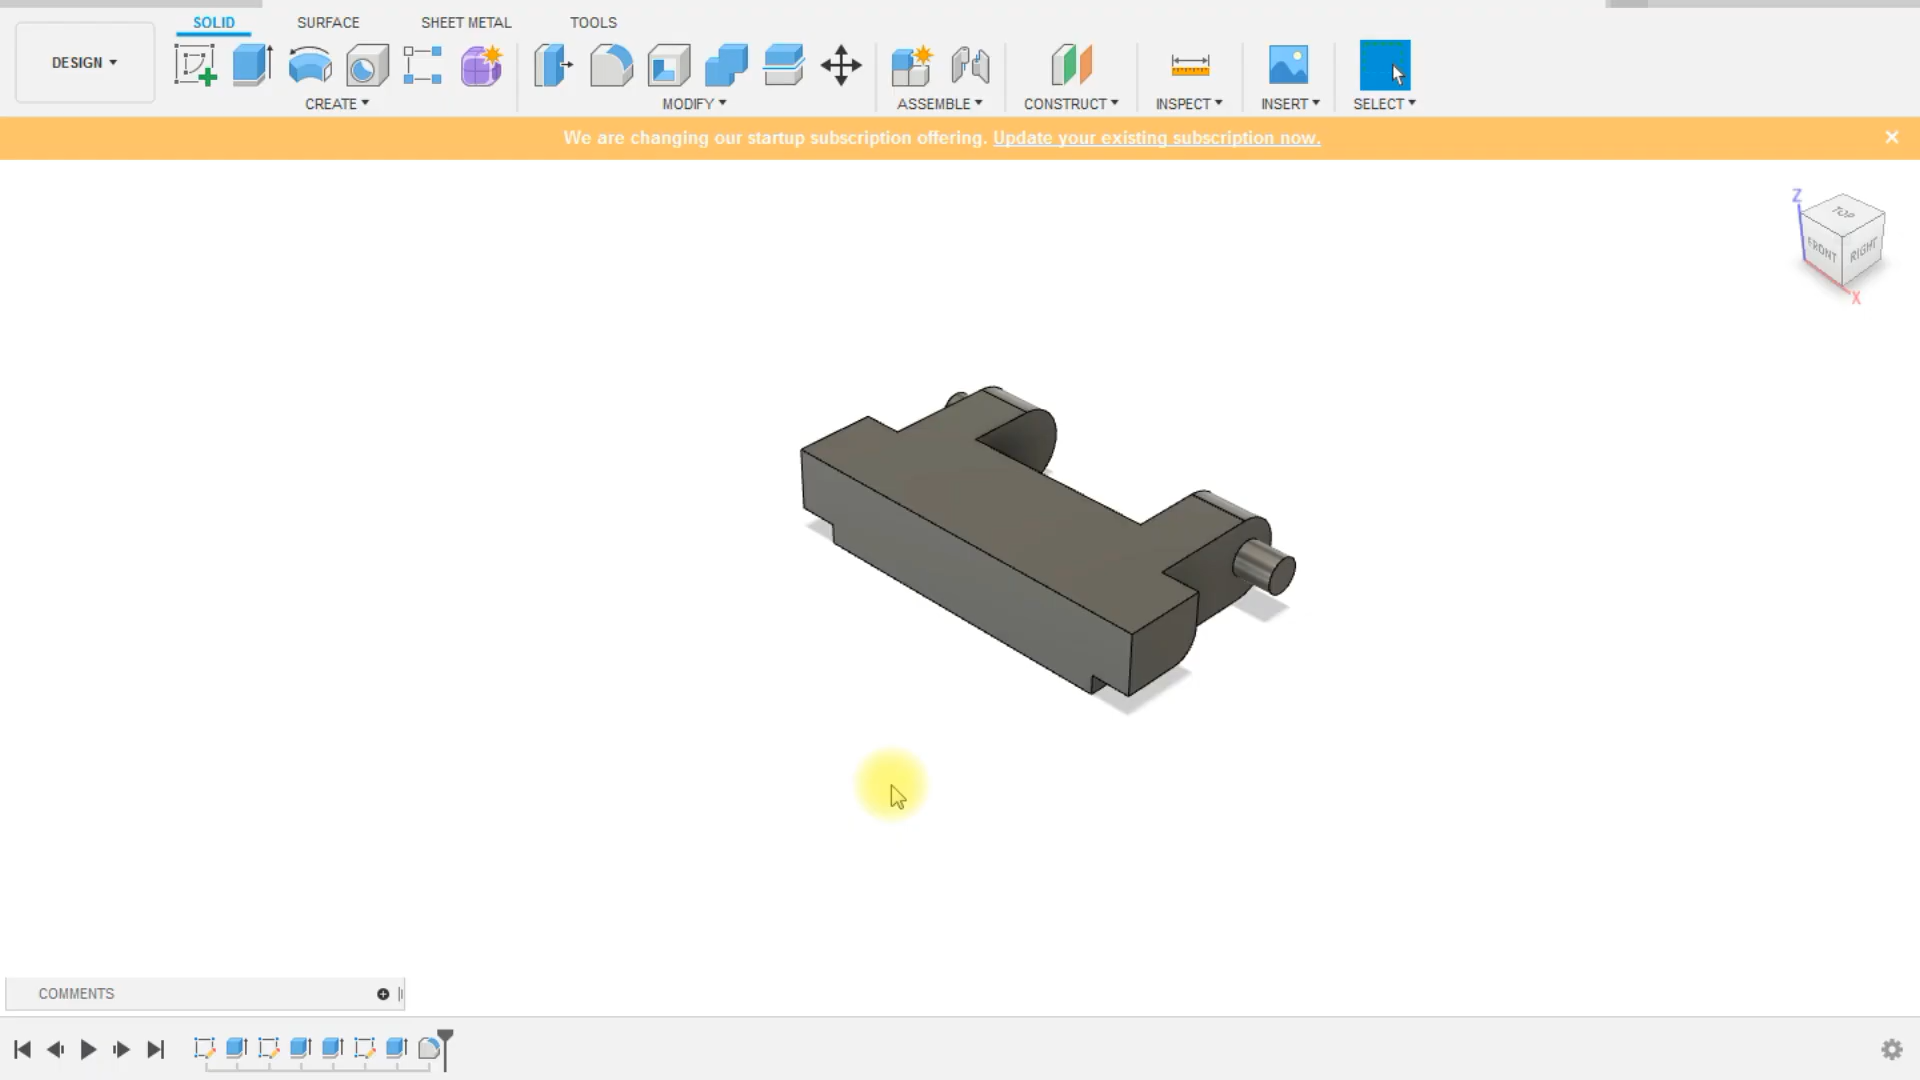 SOLID
SURFACE
SHEET METAL
TOOLS
DESIGN
CREATE
MODIFY
ASSEMBLE
CONSTRUCT
INSPECT
INSERT
SELECT
We are changing our startup subscription offering. Update your existing subscription now.
Z
TOP
FRONT
RIGHT
X
COMMENTS